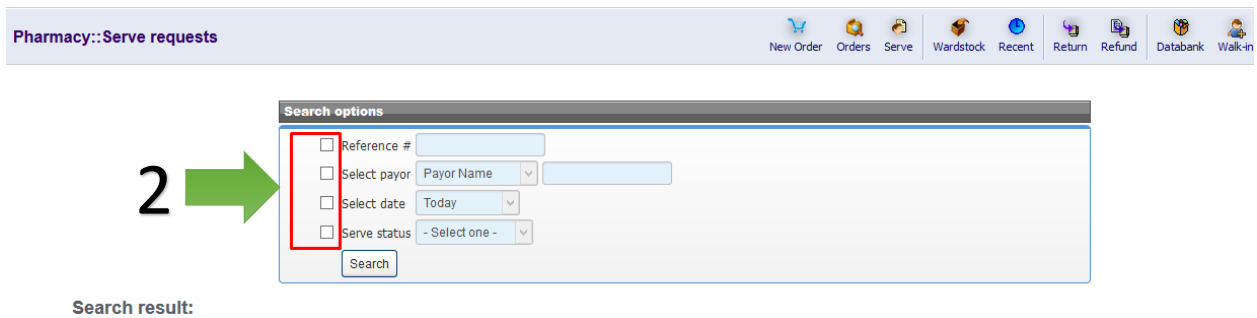 Pharmacy::Serve requests
New Order Orders Serve Wardstock Recent Return Refund Databank Walk-in
Search options
Reference #
2
Select payor Payor Name
Select date Today
Serve status - Select one -
Search
Search result: